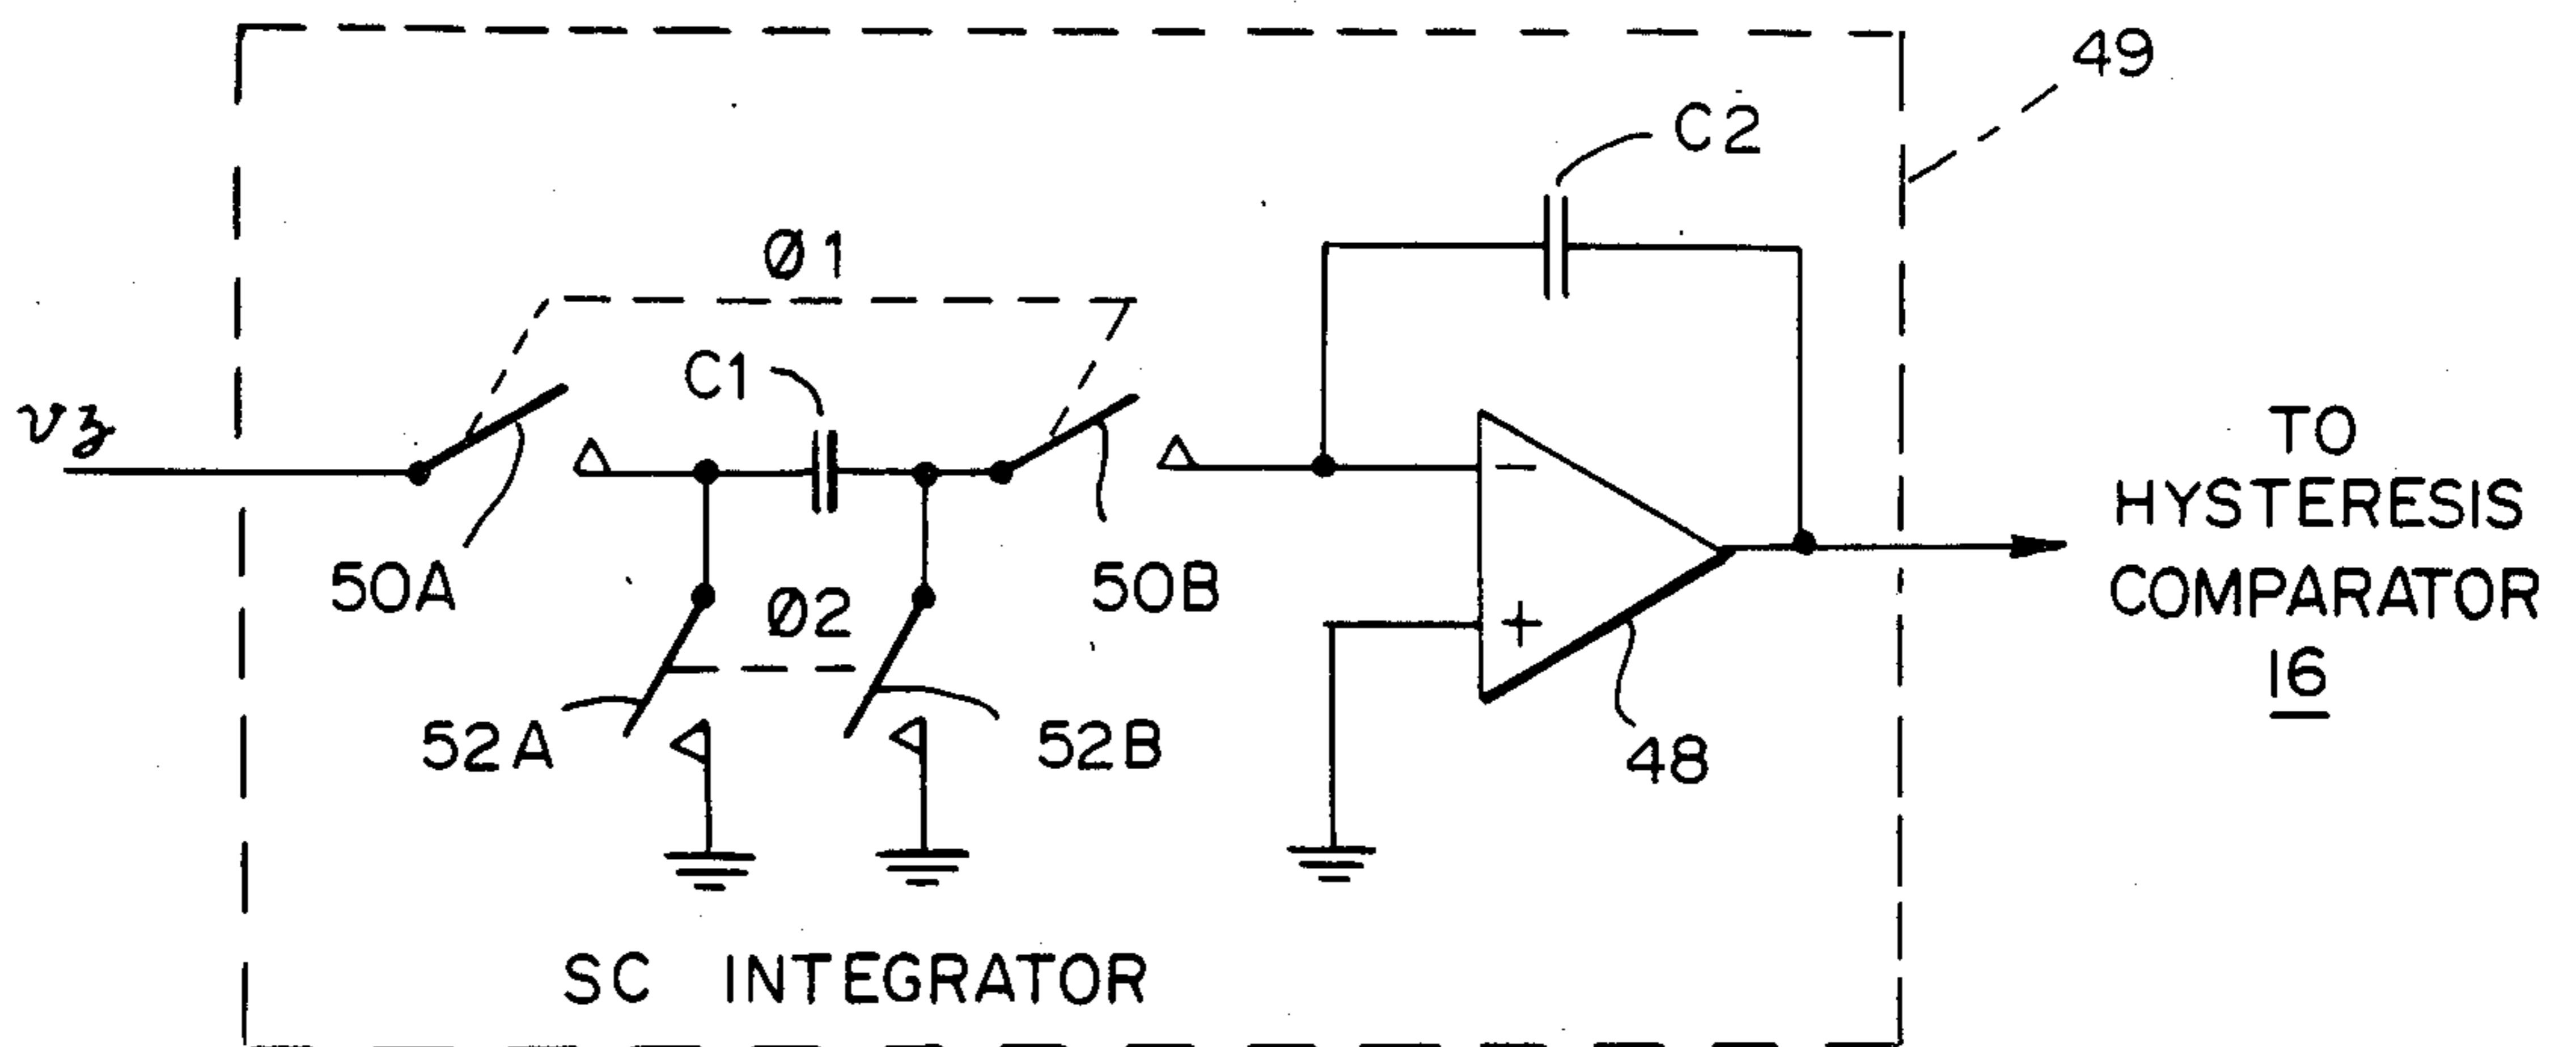 49
C2
Ø1
C1
vz
50A
50B
Ø2
52A
52B
-
+
48
TO
HYSTERESIS
COMPARATOR
16
SC INTEGRATOR